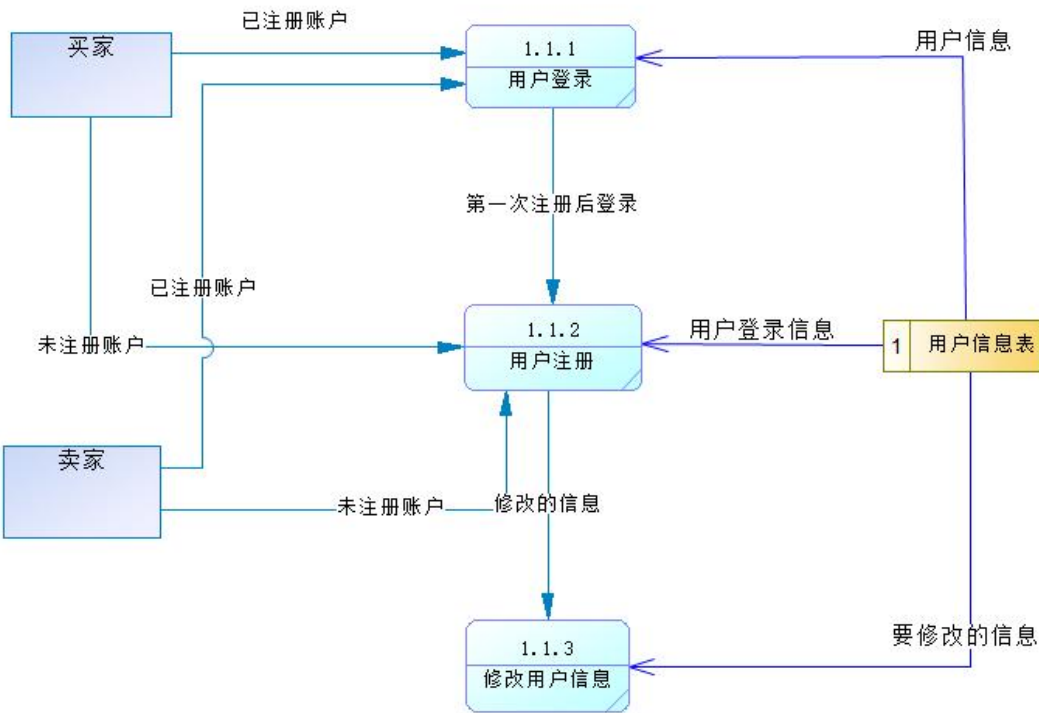 已注册账户
买家
1.1.1
用户登录
用户信息
第一次注册后登录
已注册账户
未注册账户
1.1.2
用户注册
用户登录信息
1
用户信息表
卖家
未注册账户
修改的信息
要修改的信息
1.1.3
修改用户信息